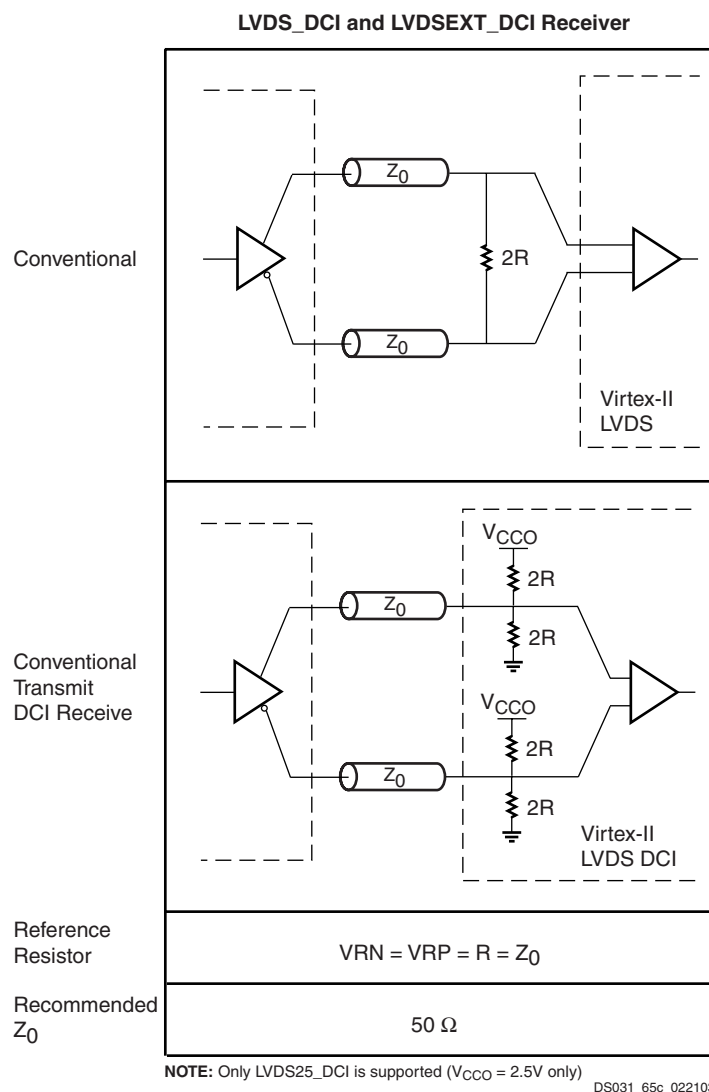 LVDS_DCI and LVDSEXT_DCI Receiver
Conventional
Z0
2R
Z0
Virtex-II
LVDS
Conventional
Transmit
DCI Receive
VCCO
2R
Z0
2R
VCCO
2R
Z0
2R
Virtex-II
LVDS DCI
Reference
Resistor
VRN = VRP = R = Z0
Recommended
Z0
50 Ω
NOTE: Only LVDS25_DCI is supported (VCCO = 2.5V only)